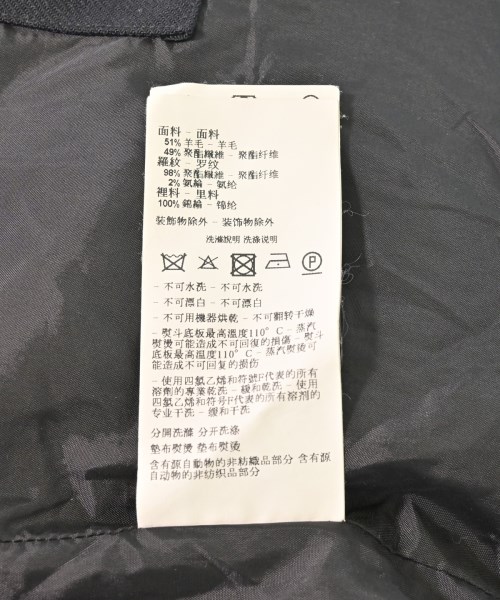 面料 - 面料
51% 羊毛 - 羊毛
49% 聚酯纖維 - 聚酯纤维
羅紋 - 罗纹
98% 聚酯纖維 - 聚酯纤维
2% 氨綸 - 氨纶
裡料 - 里料
100% 錦綸 - 锦纶
裝飾物除外 - 装饰物除外
洗滌說明 洗涤说明
P
- 不可水洗 - 不可水洗
- 不可漂白 - 不可漂白
- 不可用機器烘乾 - 不可翻转干燥
- 熨斗底板最高溫度110° C - 蒸汽
熨燙可能造成不可回復的損傷 - 熨斗
底板最高温度110° C - 蒸汽熨烫可
能造成不可回复的损伤
- 使用四氯乙烯和符號F代表的所有
溶劑的專業乾洗 - 緩和乾洗 - 使用
四氯乙烯和符号F代表的所有溶剂的
专业干洗 - 缓和干洗
分開洗滌 分开洗涤
墊布熨燙 垫布熨烫
含有源自動物的非紡織品部分 含有源
自动物的非纺织品部分